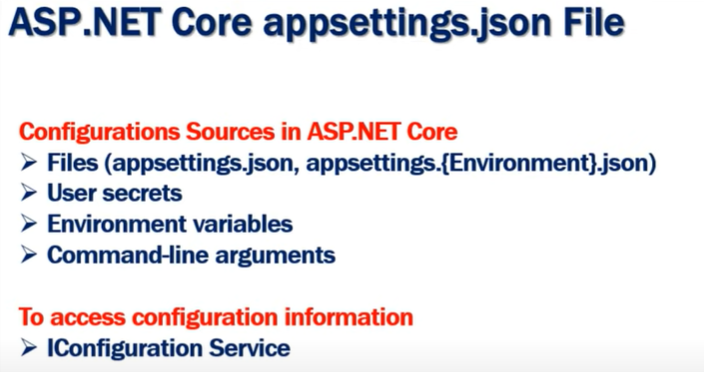 ASP.NET Core appsettings.json File
Configurations Sources in ASP.NET Core
➢ Files (appsettings.json, appsettings.{Environment}.json)
➢ User secrets
➢ Environment variables
➢ Command-line arguments
To access configuration information
➢ IConfiguration Service